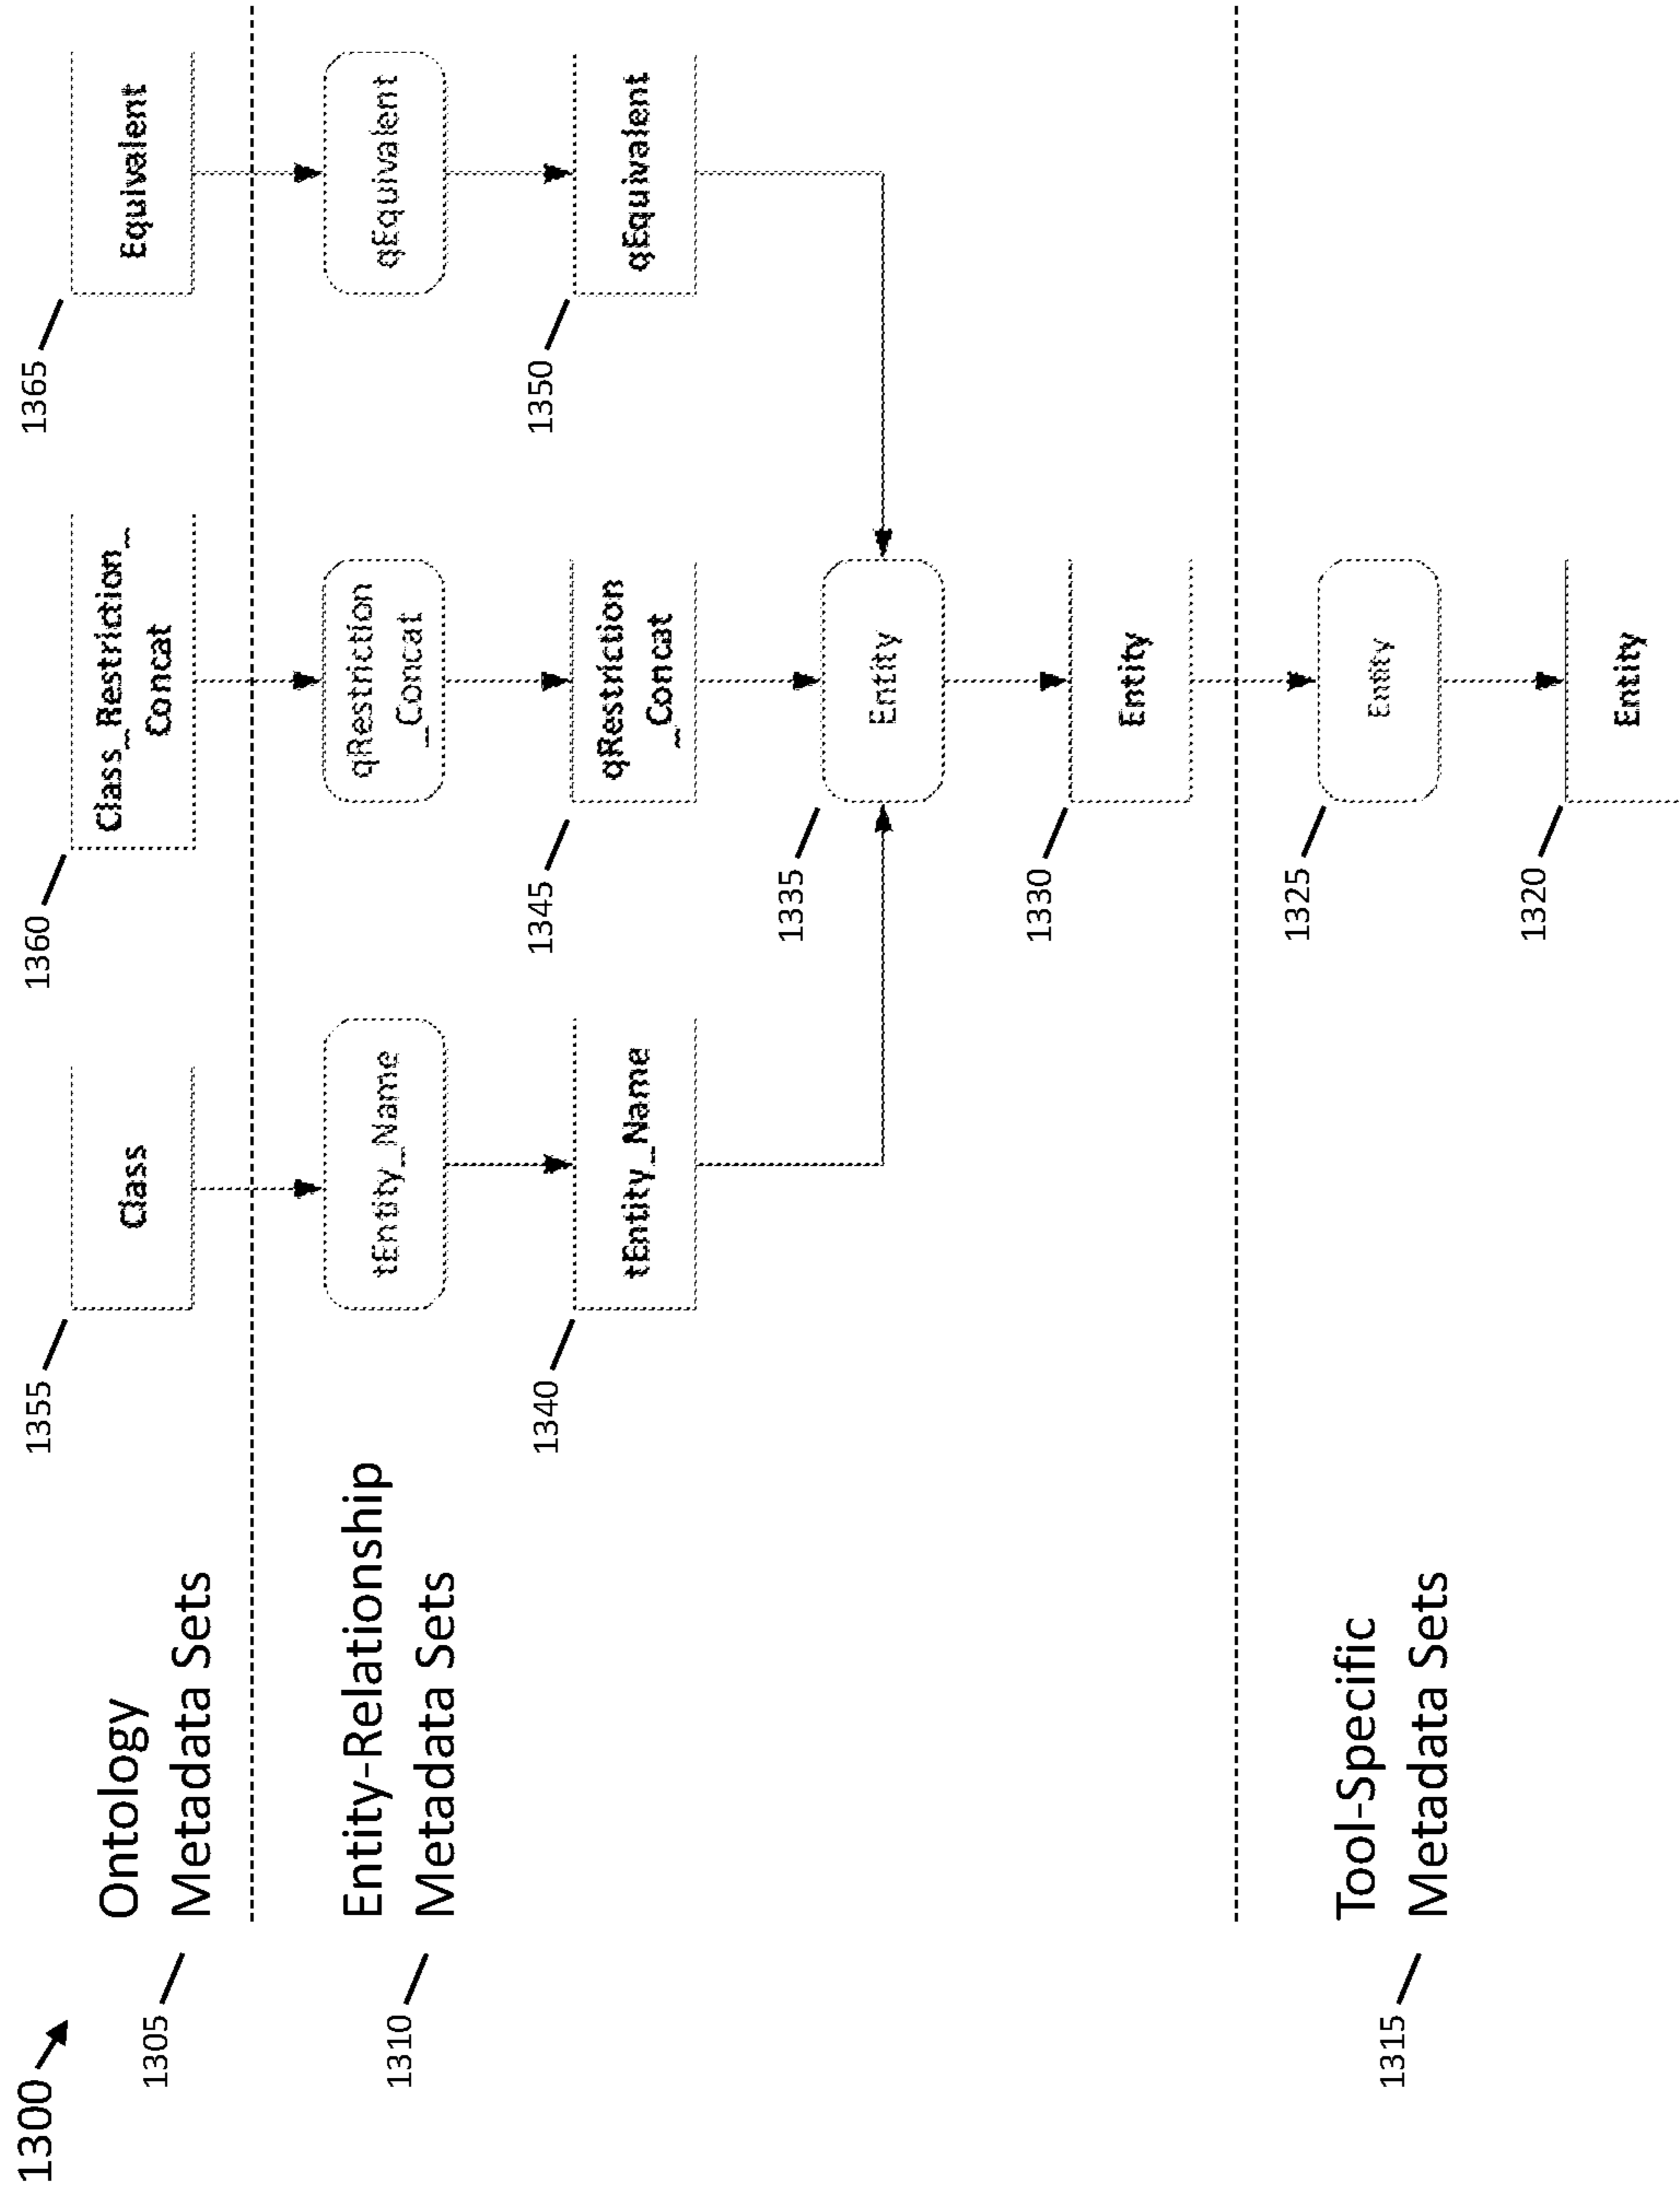 1300
1305
Ontology
Metadata Sets
1355
Class
1360
Class_Restriction_
Concat
1365
Equivalent
1310
Entity-Relationship
Metadata Sets
tEntity_Name
qRestriction
_Concat
qEquivalent
1340
tEntity_Name
1345
qRestriction
_Concat
1350
qEquivalent
1335
Entity
1330
Entity
1315
Tool-Specific
Metadata Sets
1325
Entity
1320
Entity